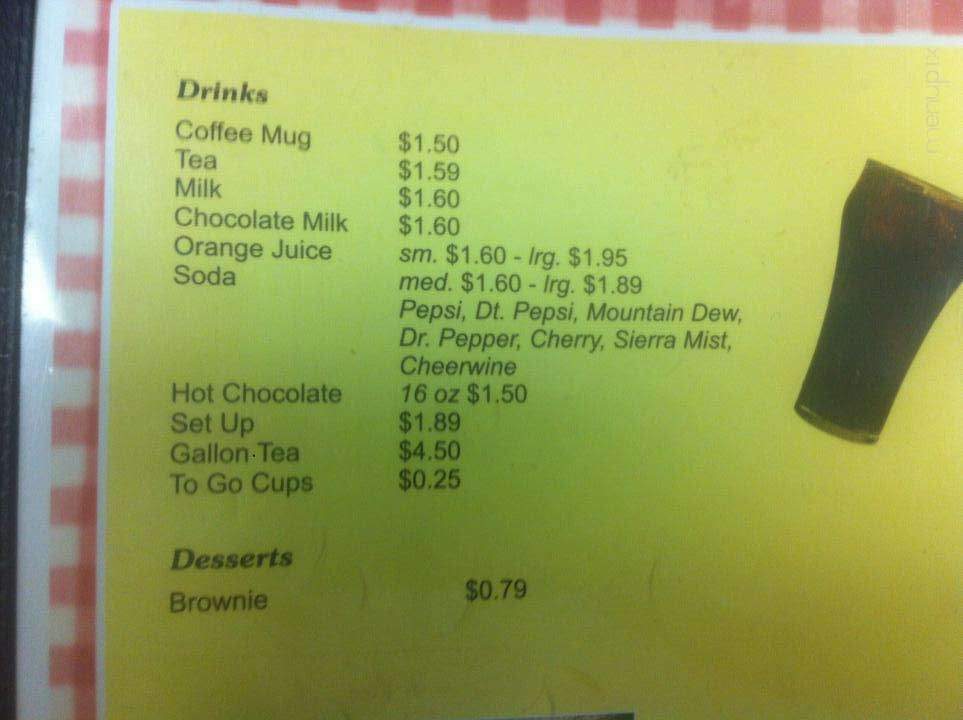 Drinks
Coffee Mug $1.50
Tea $1.59
Milk $1.60
Chocolate Milk $1.60
Orange Juice sm. $1.60 - lrg. $1.95
Soda med. $1.60 - lrg. $1.89
Pepsi, Dt. Pepsi, Mountain Dew,
Dr. Pepper, Cherry, Sierra Mist,
Cheerwine
Hot Chocolate 16 oz $1.50
Set Up $1.89
Gallon Tea $4.50
To Go Cups $0.25
Desserts
Brownie $0.79
menupix